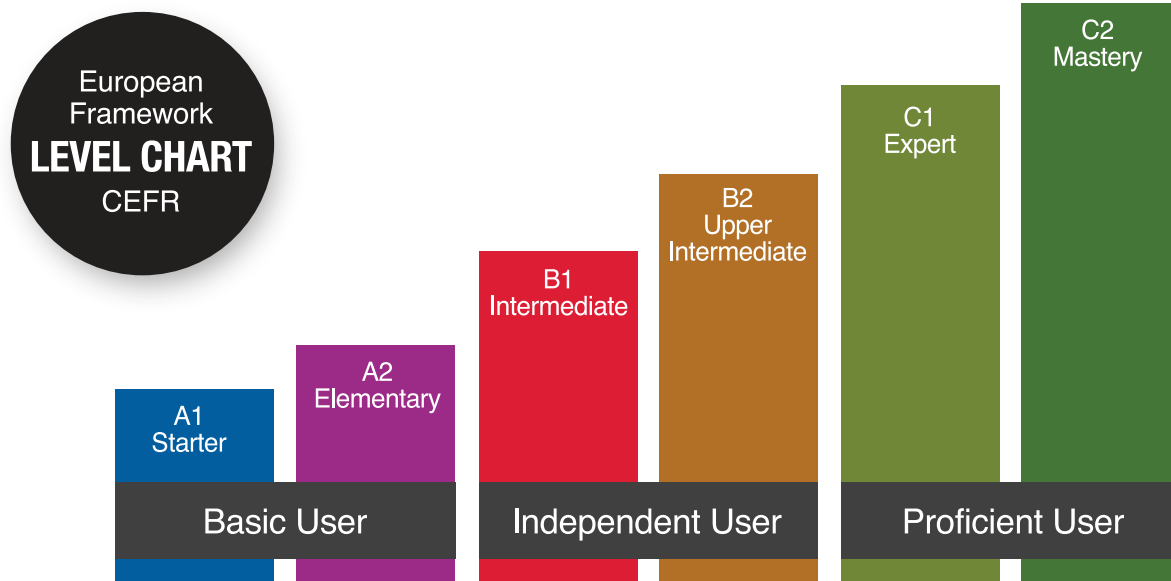 European
Framework
LEVEL CHART
CEFR
A1
Starter
A2
Elementary
B1
Intermediate
B2
Upper
Intermediate
C1
Expert
C2
Mastery
Basic User
Independent User
Proficient User